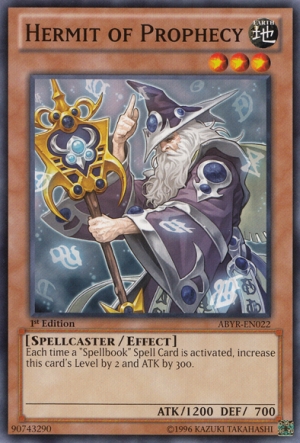 HERMIT OF PROPHECY
EARTH
地
1st Edition
ABYR-EN022
[SPELLCASTER / EFFECT]
Each time a "Spellbook" Spell Card is activated, increase
this card's Level by 2 and ATK by 300.
ATK/1200 DEF/ 700
90743290
©1996 KAZUKI TAKAHASHI